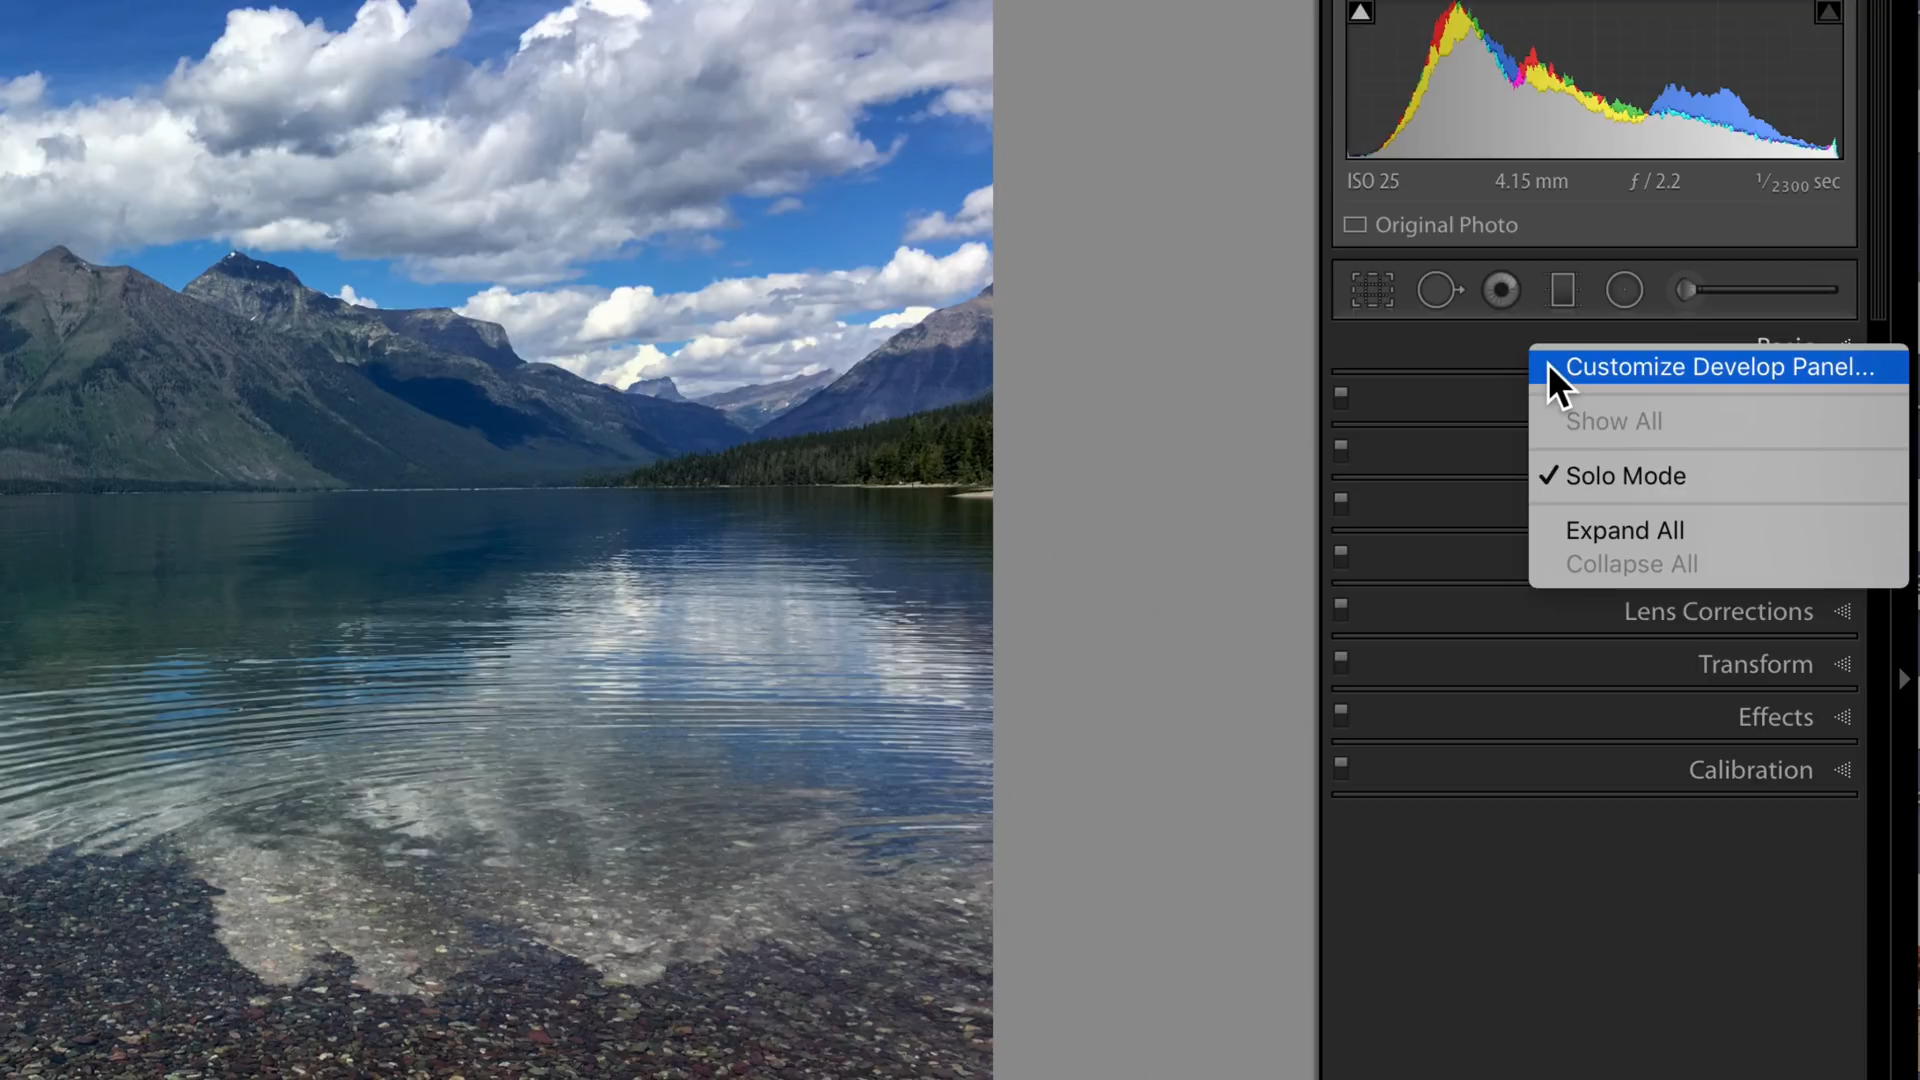 ISO 25 4.15 mm ƒ / 2.2 1/2300 sec
Original Photo
Customize Develop Panel...
Show All
✓ Solo Mode
Expand All
Collapse All
Lens Corrections
Transform
Effects
Calibration